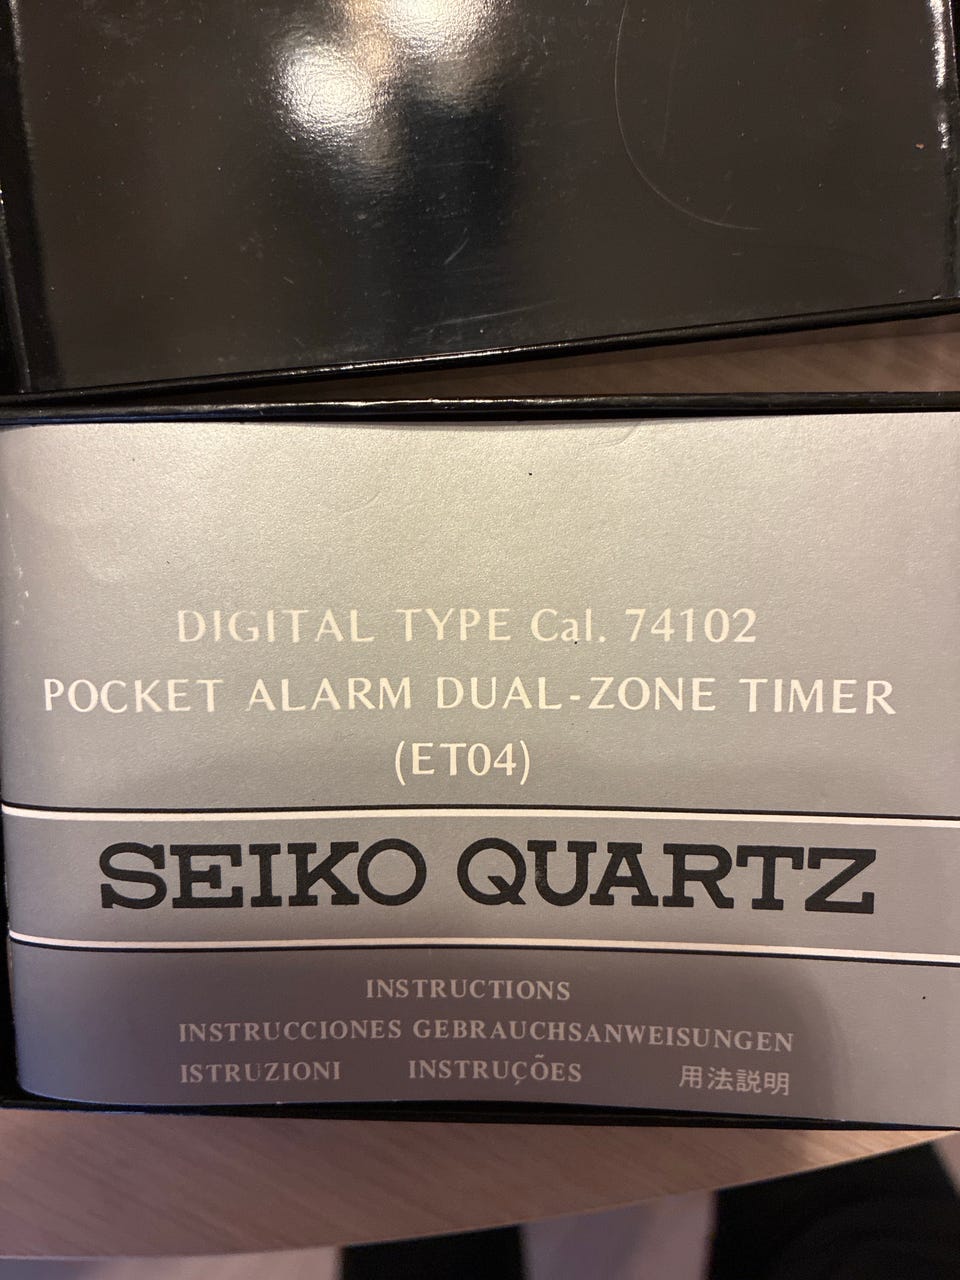 DIGITAL TYPE Cal. 74102
POCKET ALARM DUAL-ZONE TIMER
(ET04)
SEIKO QUARTZ
INSTRUCTIONS
INSTRUCCIONES GEBRAUCHSANWEISUNGEN
ISTRUZIONI INSTRUÇÕES 用法説明